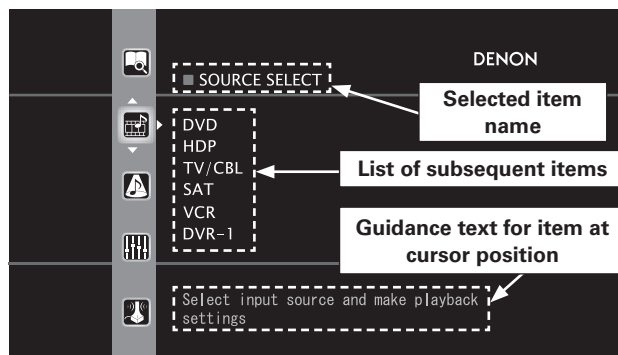 DENON
SOURCE SELECT
Selected item
name
DVD
HDP
TV/CBL
SAT
VCR
DVR-1
List of subsequent items
Guidance text for item at
cursor position
Select input source and make playback
settings